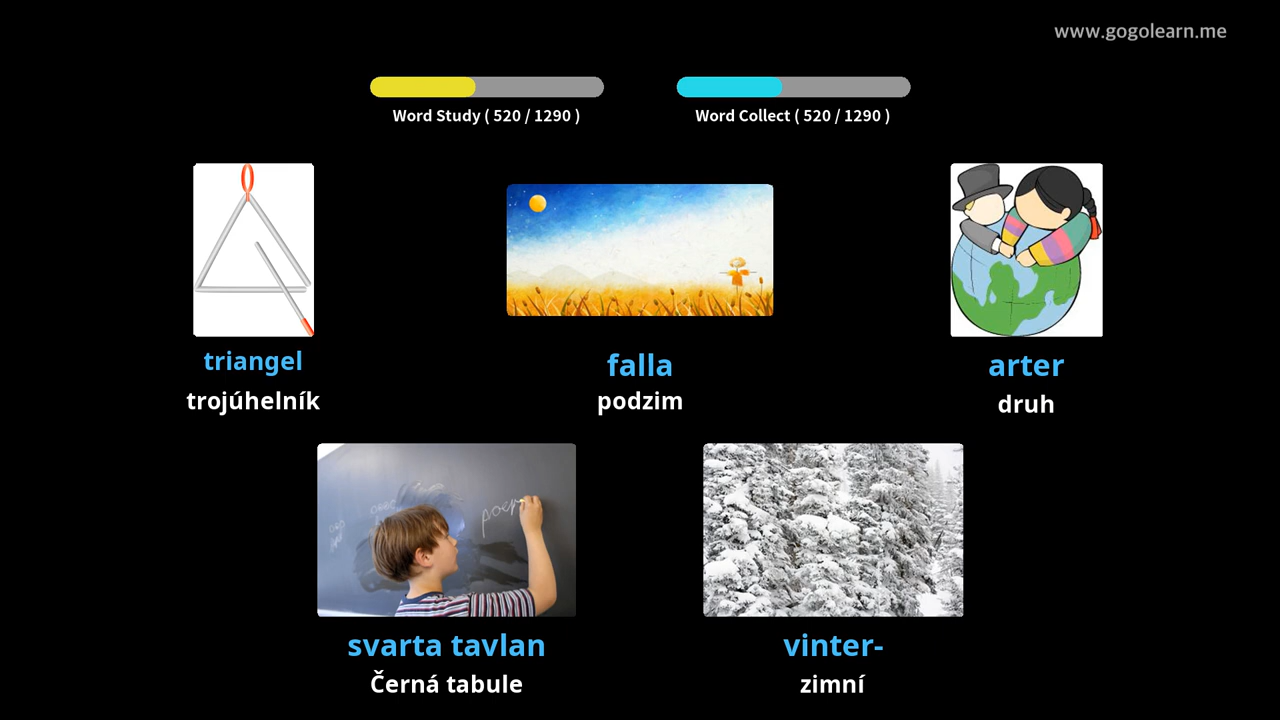 www.gogolearn.me
Word Study ( 520 / 1290 )
Word Collect ( 520 / 1290 )
triangel
trojúhelník
falla
podzim
arter
druh
svarta tavlan
Černá tabule
vinter-
zimní